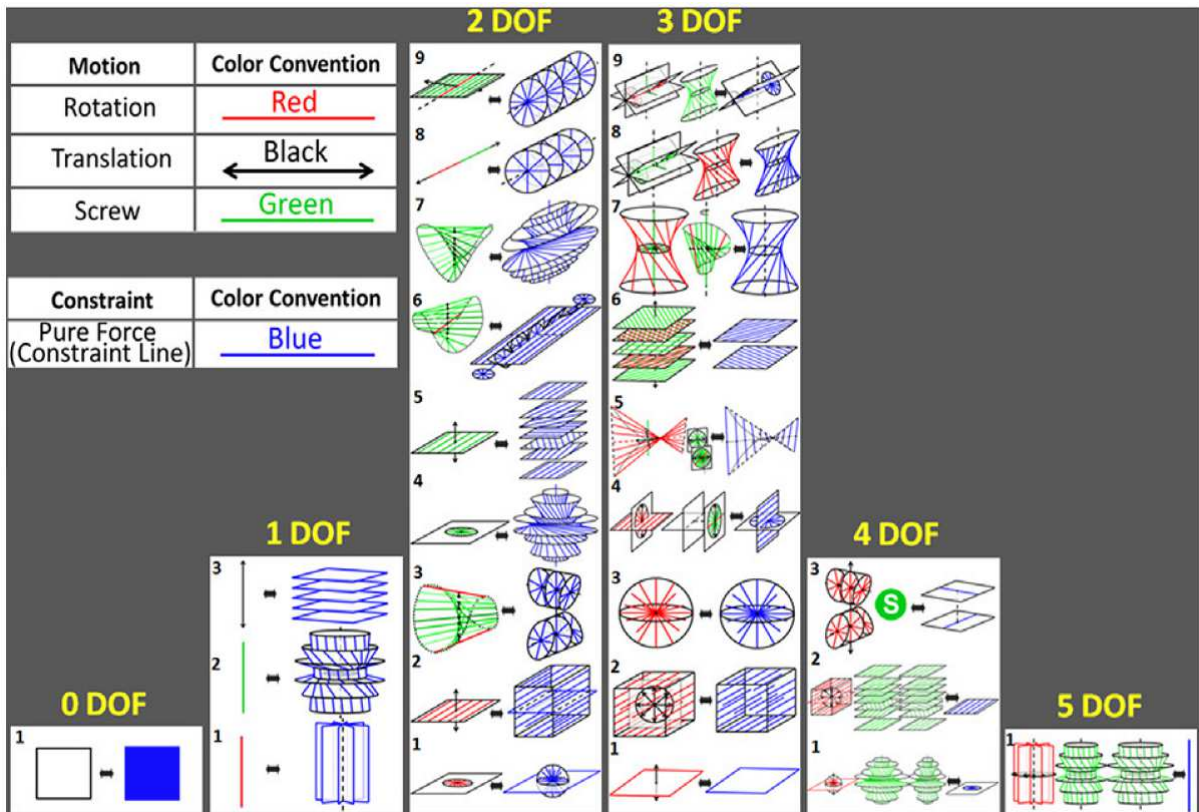 2 DOF
3 DOF
Motion Color Convention
Rotation Red
Translation Black
Screw Green
Constraint Color Convention
Pure Force
(Constraint Line) Blue
9
8
7
6
5
4
3
2
1
9
8
7
6
5
4
3
2
1
1 DOF
3
2
1
4 DOF
3
S
2
1
0 DOF
1
5 DOF
1